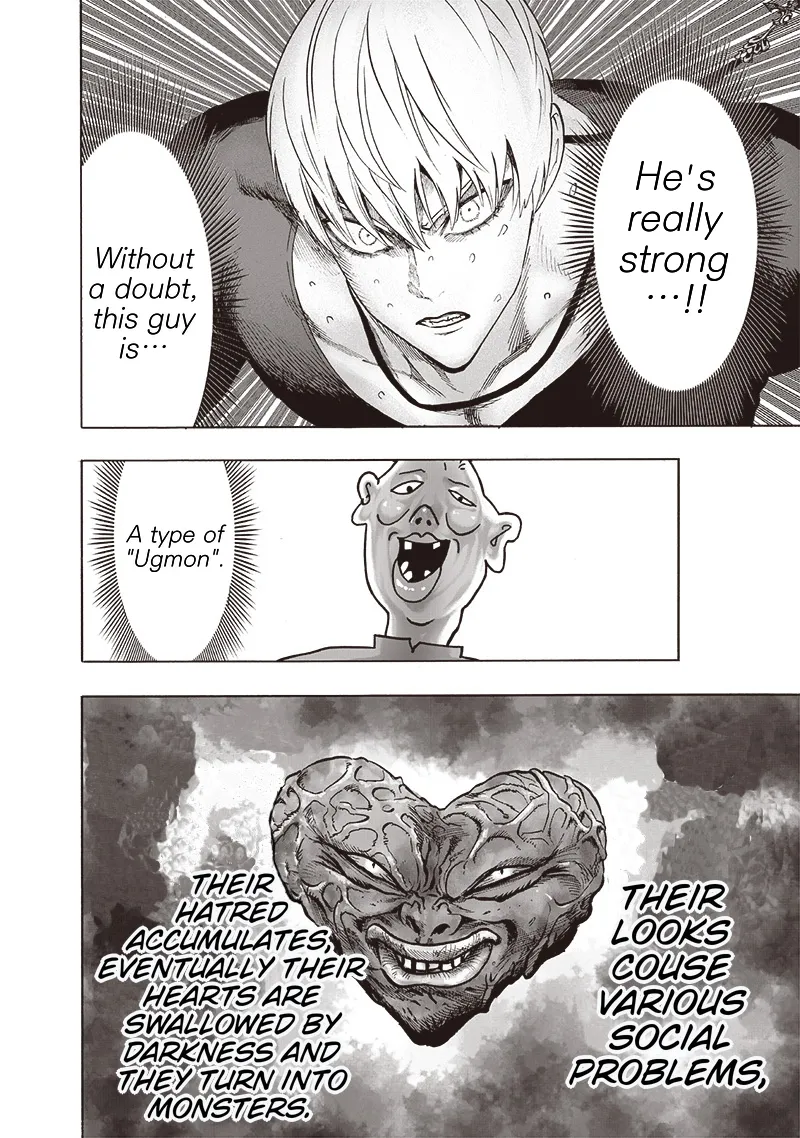 He's
really
strong
…!!
Without
a doubt,
this guy
is…
A type of
"Ugmon".
THEIR
LOOKS
COUSE
VARIOUS
SOCIAL
PROBLEMS,
THEIR
HATRED
ACCUMULATES,
EVENTUALLY THEIR
HEARTS ARE
SWALLOWED BY
DARKNESS AND
THEY TURN INTO
MONSTERS.